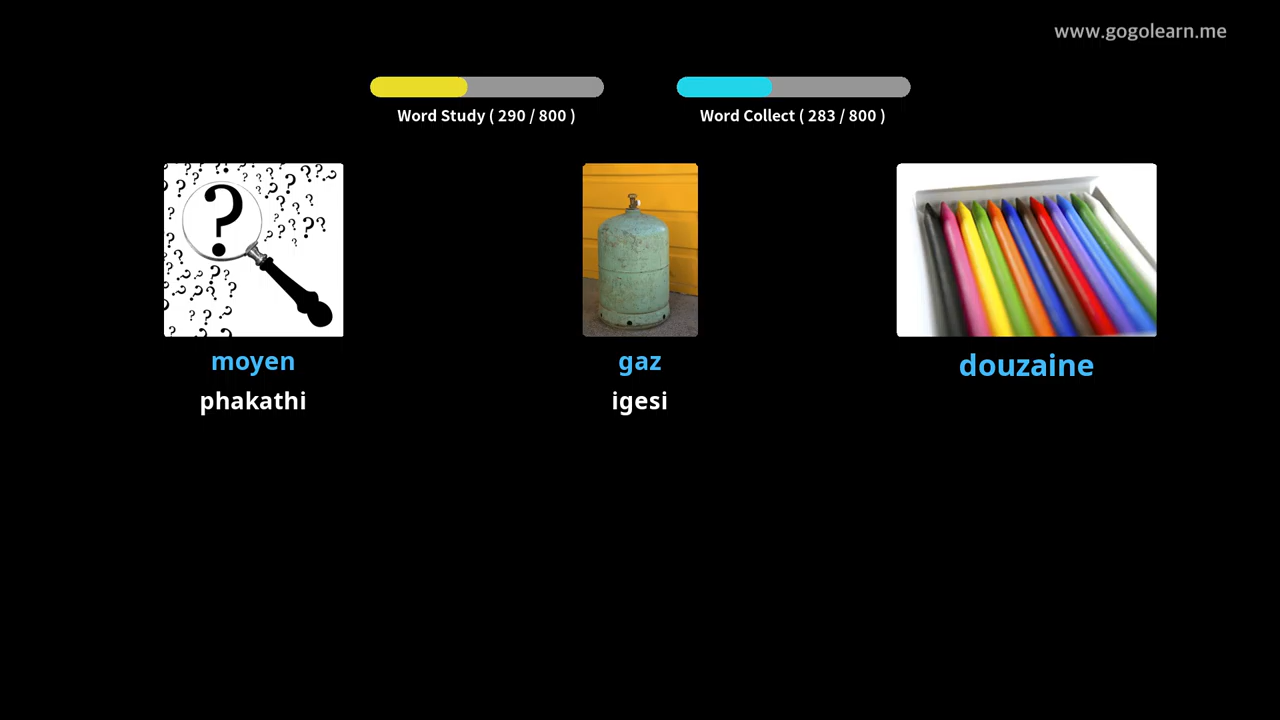 www.gogolearn.me
Word Study ( 290 / 800 )
Word Collect ( 283 / 800 )
moyen
phakathi
gaz
igesi
douzaine